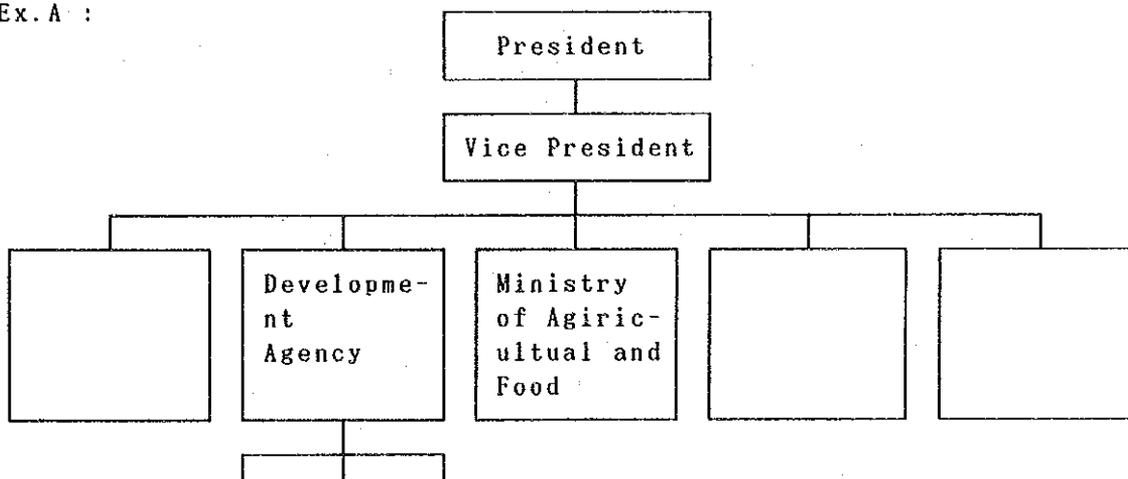 Ex.A :
President
Vice President
Developme-
nt
Agency
Ministry
of Agiric-
ultual and
Food